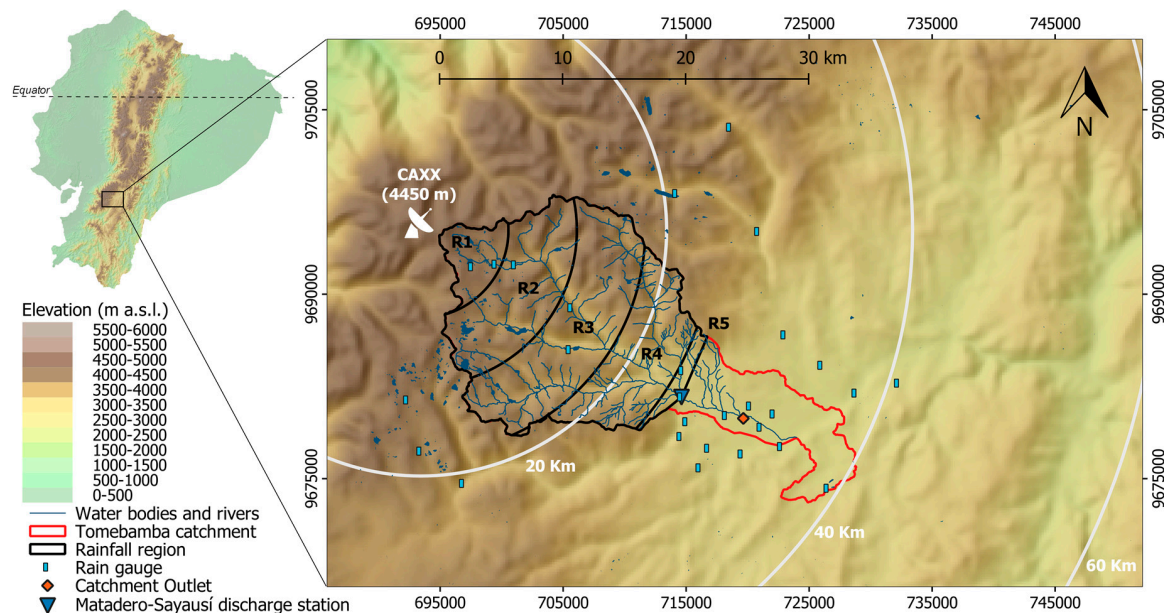 695000 705000 715000 725000 735000 745000
0 10 20 30 km
Equator
9705000
9705000
N
CAXX
(4450 m)
R1
R2
R3
R4
R5
9690000
9690000
Elevation (m a.s.l.)
5500-6000
5000-5500
4500-5000
4000-4500
3500-4000
3000-3500
2500-3000
2000-2500
1500-2000
1000-1500
500-1000
0-500
20 Km
40 Km
60 Km
9675000
9675000
Water bodies and rivers
Tomebamba catchment
Rainfall region
Rain gauge
Catchment Outlet
Matadero-Sayausí discharge station
695000 705000 715000 725000 735000 745000